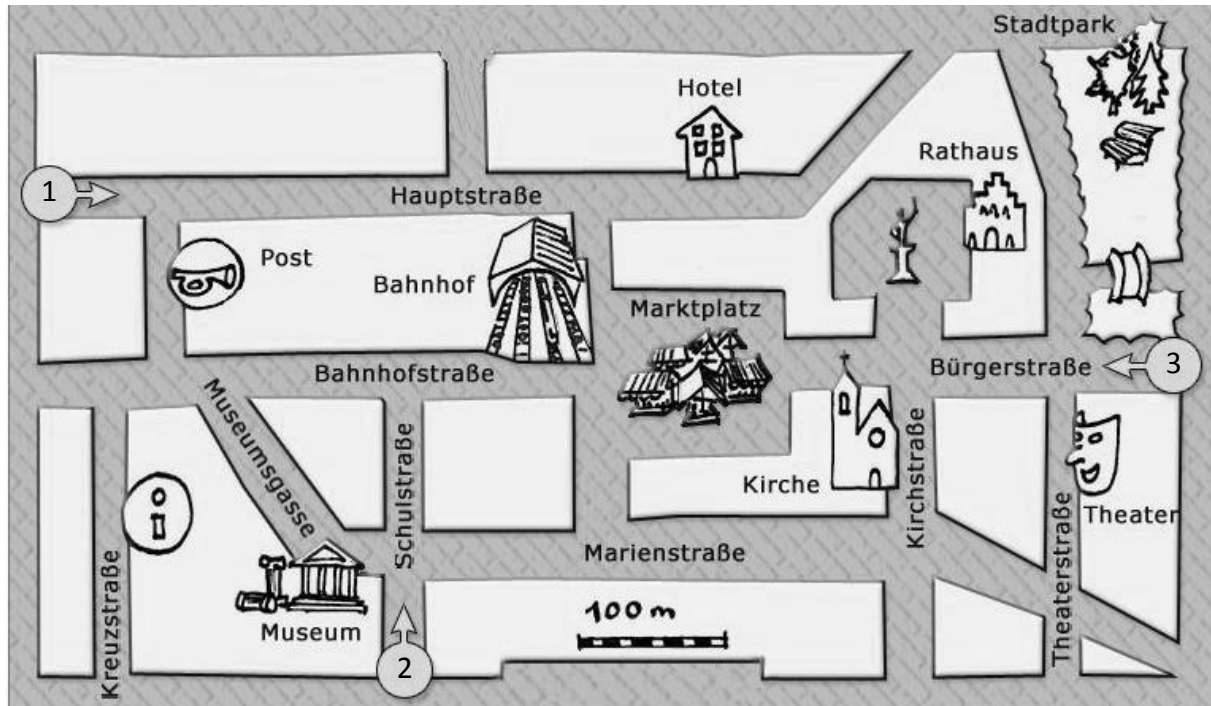 Stadtpark
Hotel
Rathaus
1
Hauptstraße
Post
Bahnhof
Marktplatz
Bahnhofstraße
Bürgerstraße
3
Museumsgasse
Schulstraße
Kirche
Kirchstraße
Theater
i
Marienstraße
Kreuzstraße
Theaterstraße
100 m
Museum
2